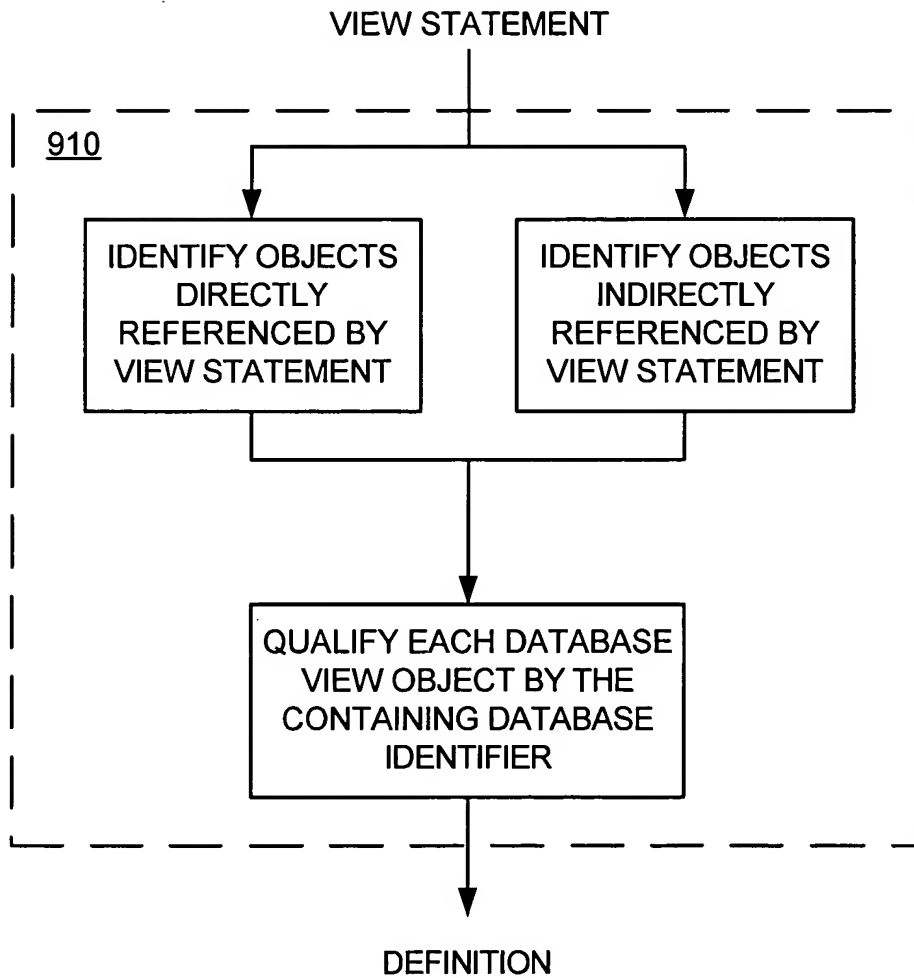 VIEW STATEMENT
910
IDENTIFY OBJECTS
DIRECTLY
REFERENCED BY
VIEW STATEMENT
IDENTIFY OBJECTS
INDIRECTLY
REFERENCED BY
VIEW STATEMENT
QUALIFY EACH DATABASE
VIEW OBJECT BY THE
CONTAINING DATABASE
IDENTIFIER
DEFINITION